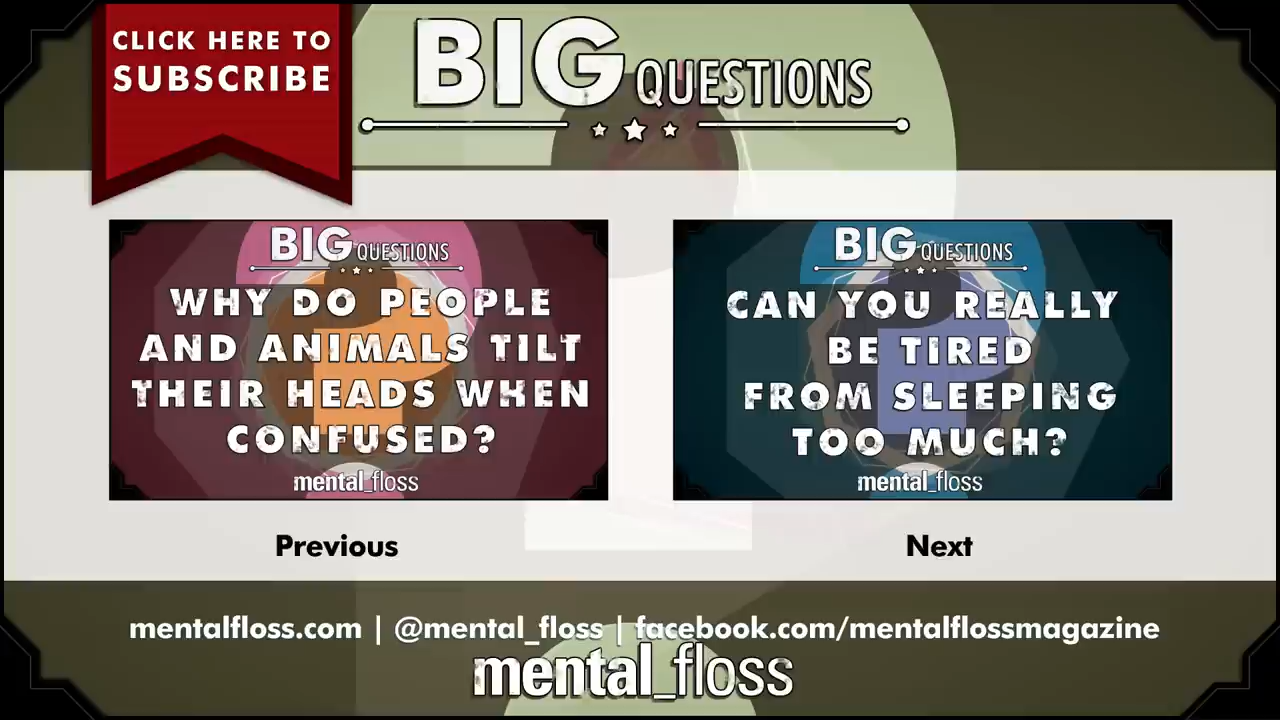 CLICK HERE TO
SUBSCRIBE
BIG QUESTIONS
BIG QUESTIONS
WHY DO PEOPLE
AND ANIMALS TILT
THEIR HEADS WHEN
CONFUSED?
mental_floss
Previous
BIG QUESTIONS
CAN YOU REALLY
BE TIRED
FROM SLEEPING
TOO MUCH?
mental_floss
Next
mentalfloss.com | @mental_floss | facebook.com/mentalflossmagazine
mental_floss